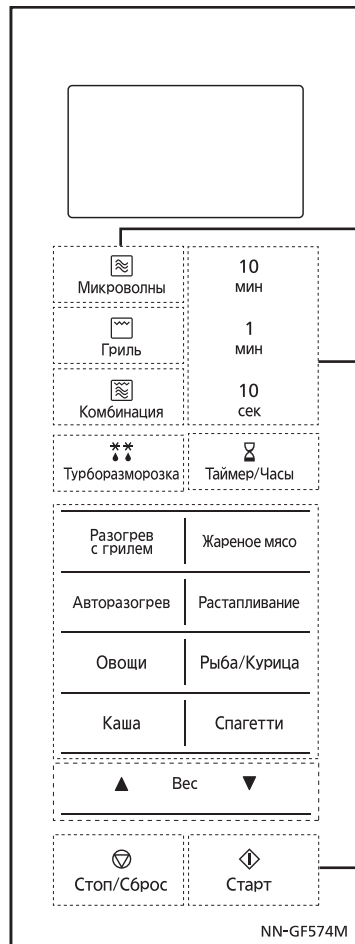 Микроволны
10
мин
Гриль
1
мин
Комбинация
10
сек
Турборазморозка
Таймер/Часы
Разогрев
с грилем
Жареное мясо
Авторазогрев
Растапливание
Овощи
Рыба/Курица
Каша
Спагетти
Вес
Стоп/Сброс
Старт
NN-GF574M